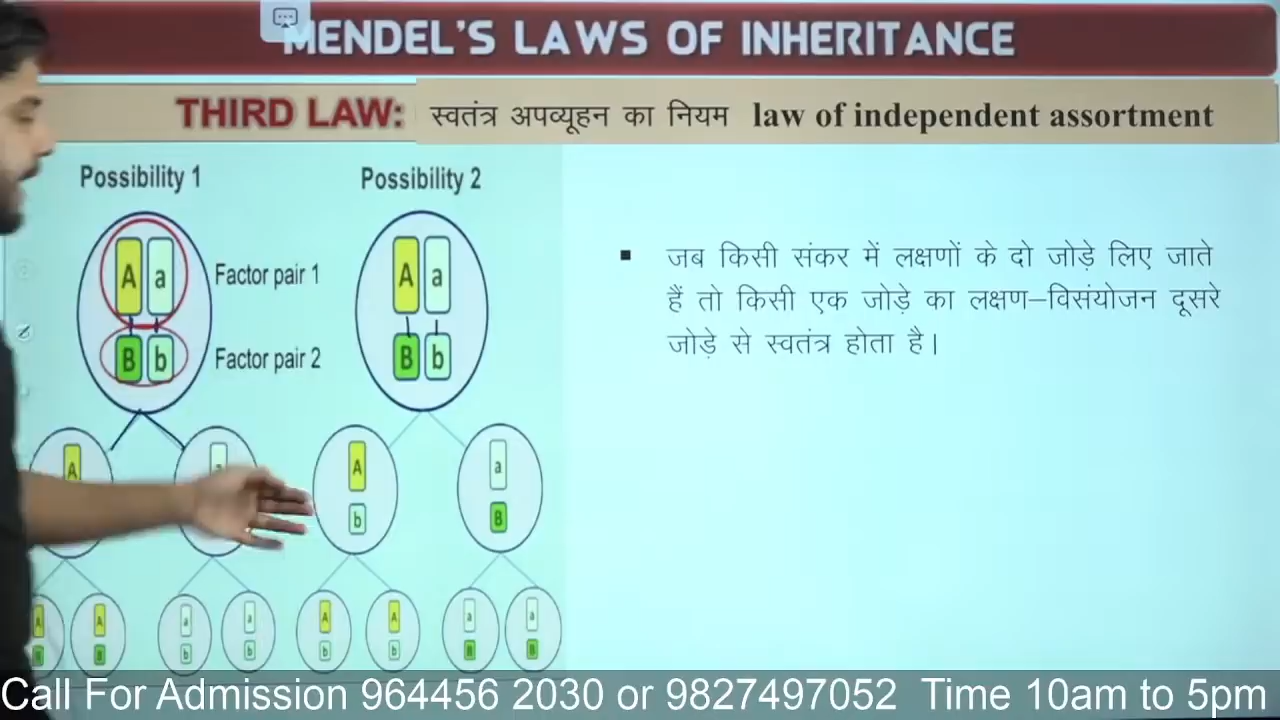 MENDEL'S LAWS OF INHERITANCE
THIRD LAW: स्वतंत्र अपव्यूहन का नियम law of independent assortment
Possibility 1 Possibility 2
A a Factor pair 1 A a
B b Factor pair 2 B b
जब किसी संकर में लक्षणों के दो जोड़े लिए जाते
हैं तो किसी एक जोड़े का लक्षण–विसंयोजन दूसरे
जोड़े से स्वतंत्र होता है।
A a A a
b B
A A a a A A a a
B B b b b b B B
Call For Admission 964456 2030 or 9827497052 Time 10am to 5pm